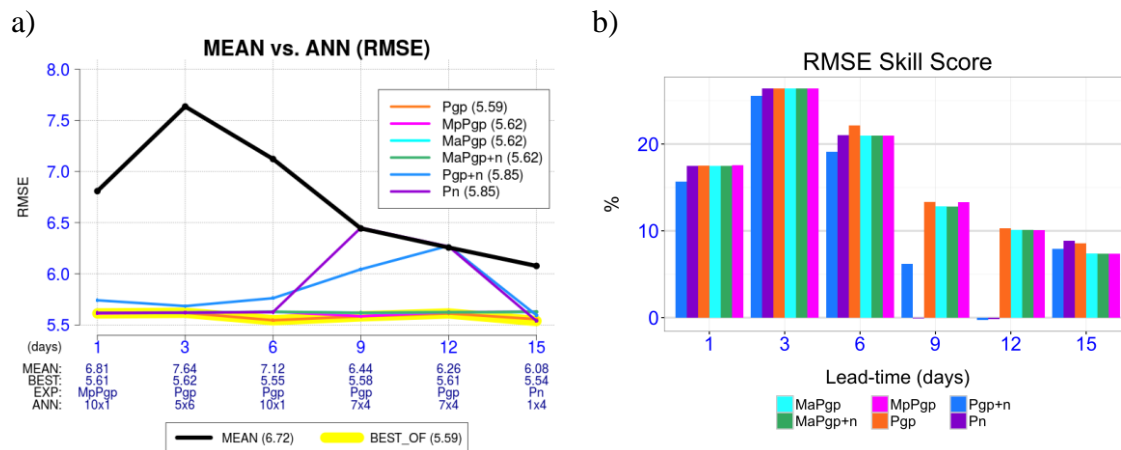 a)
MEAN vs. ANN (RMSE)
8.0
7.5
7.0
6.5
6.0
5.5
RMSE
Pgp (5.59)
MpPgp (5.62)
MaPgp (5.62)
MaPgp+n (5.62)
Pgp+n (5.85)
Pn (5.85)
(days) 1 3 6 9 12 15
MEAN: 6.81 7.64 7.12 6.44 6.26 6.08
BEST: 5.61 5.62 5.55 5.58 5.61 5.54
EXP: MpPgp Pgp Pgp Pgp Pgp Pn
ANN: 10x1 5x6 10x1 7x4 7x4 1x4
MEAN (6.72) BEST_OF (5.59)
b)
RMSE Skill Score
20
10
0
%
1 3 6 9 12 15
Lead-time (days)
MaPgp MpPgp Pgp+n
MaPgp+n Pgp Pn